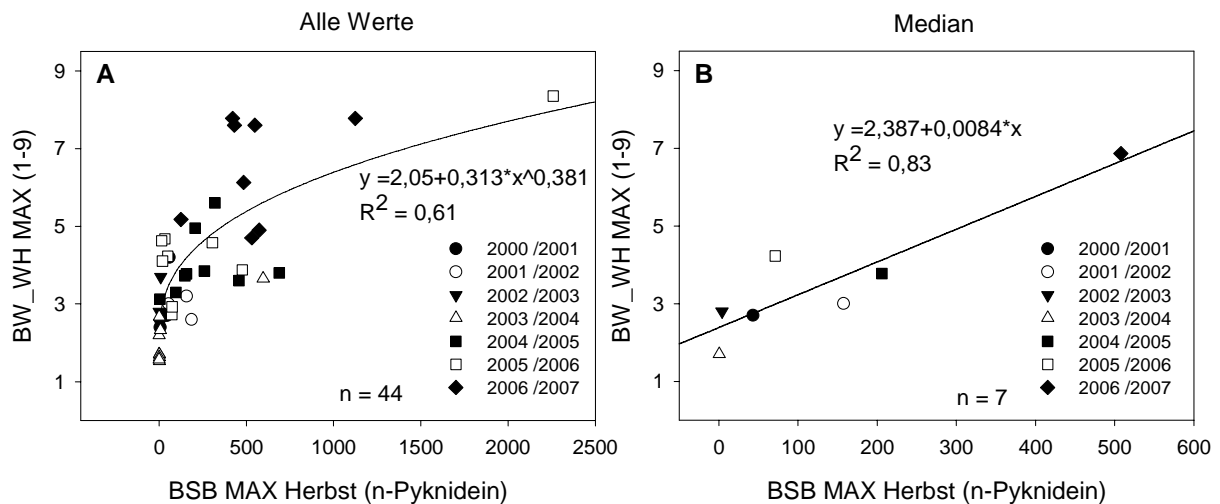 Alle Werte
A
BW_WH MAX (1-9)
9
7
5
3
1
y =2,05+0,313*x^0,381
R2 = 0,61
2000 /2001
2001 /2002
2002 /2003
2003 /2004
2004 /2005
2005 /2006
2006 /2007
n = 44
0 500 1000 1500 2000 2500
BSB MAX Herbst (n-Pyknidein)
Median
B
BW_WH MAX (1-9)
9
7
5
3
1
y =2,387+0,0084*x
R2 = 0,83
2000 /2001
2001 /2002
2002 /2003
2003 /2004
2004 /2005
2005 /2006
2006 /2007
n = 7
0 100 200 300 400 500 600
BSB MAX Herbst (n-Pyknidein)